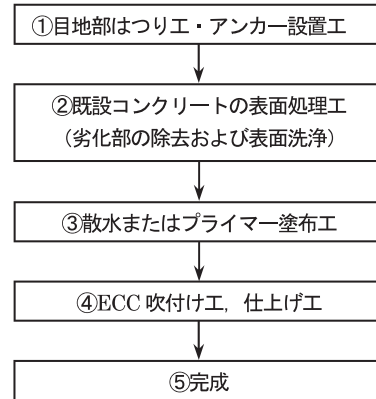 ①目地部はつり工・アンカー設置工
②既設コンクリートの表面処理工
（劣化部の除去および表面洗浄）
③散水またはプライマー塗布工
④ECC 吹付け工，仕上げ工
⑤完成